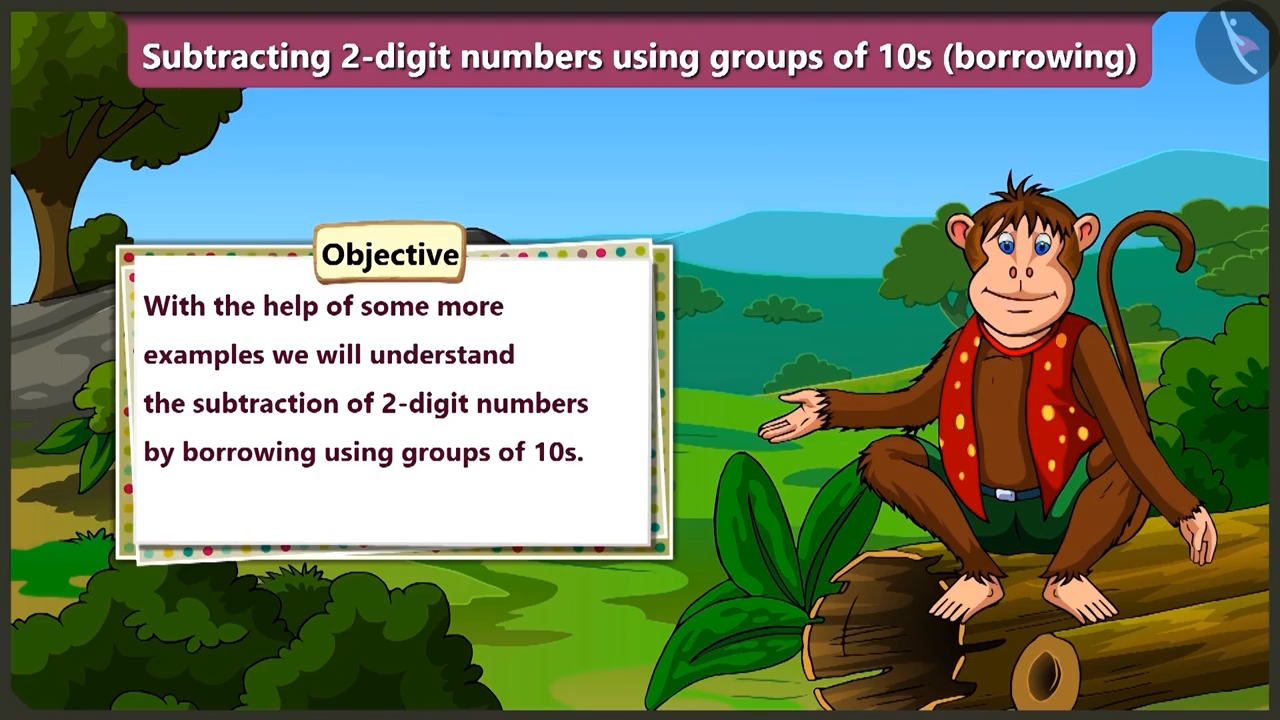 Subtracting 2-digit numbers using groups of 10s (borrowing)
Objective
With the help of some more
examples we will understand
the subtraction of 2-digit numbers
by borrowing using groups of 10s.